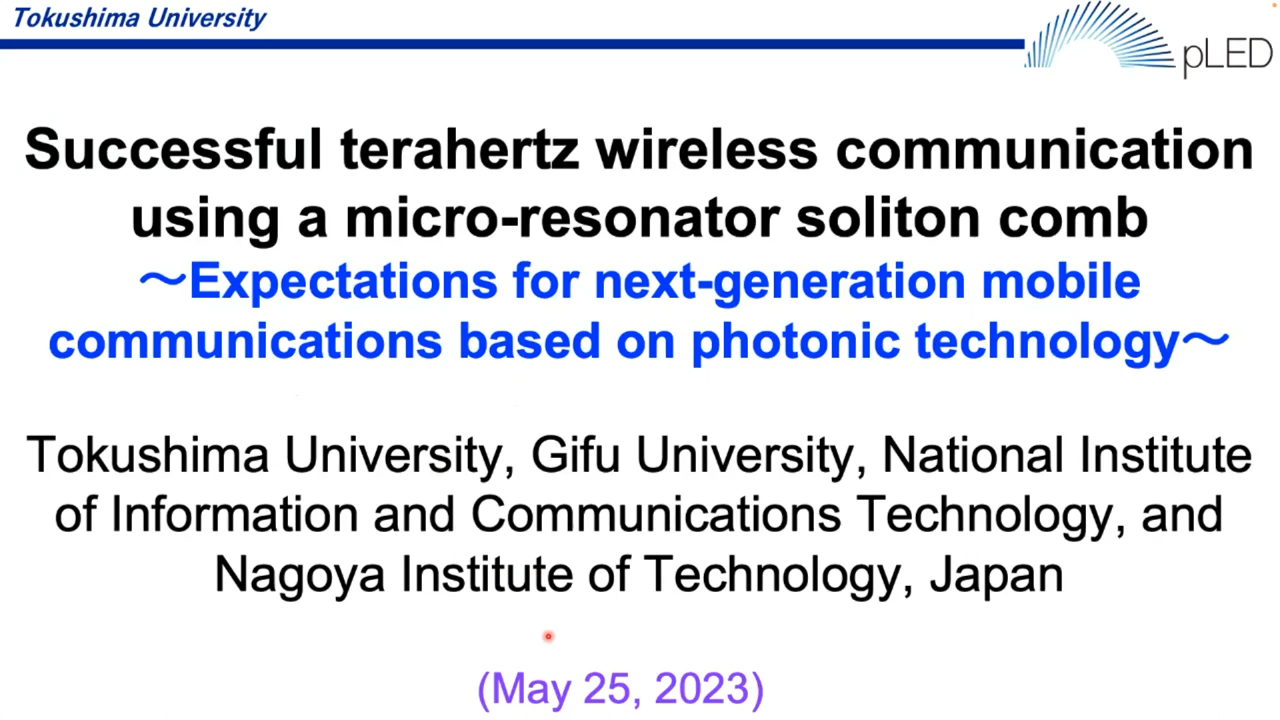 Tokushima University
pLED
Successful terahertz wireless communication
using a micro-resonator soliton comb
～Expectations for next-generation mobile
communications based on photonic technology～
Tokushima University, Gifu University, National Institute
of Information and Communications Technology, and
Nagoya Institute of Technology, Japan
(May 25, 2023)